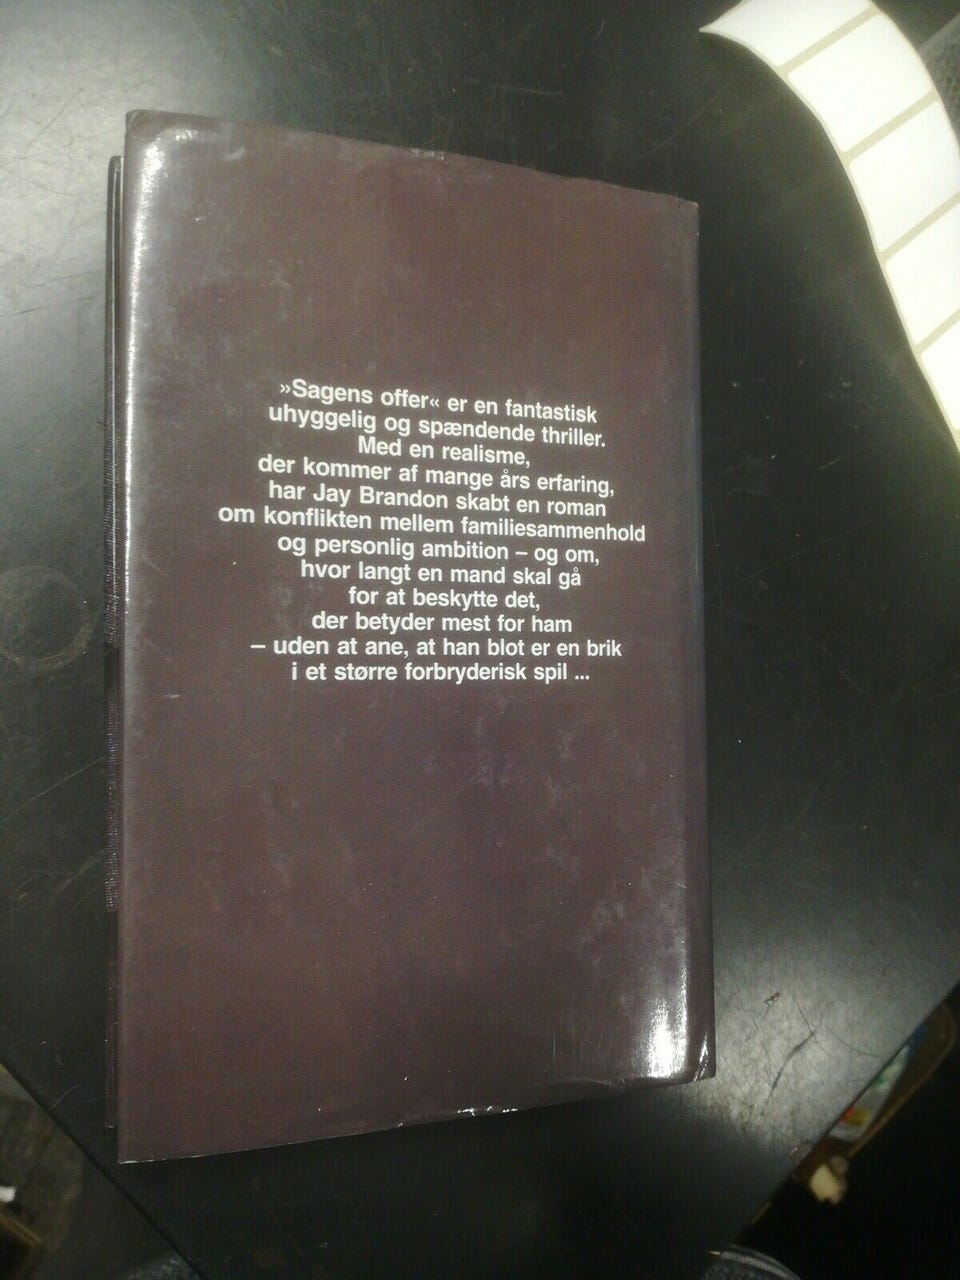 »Sagens offer« er en fantastisk
uhyggelig og spændende thriller.
Med en realisme,
der kommer af mange års erfaring,
har Jay Brandon skabt en roman
om konflikten mellem familiesammenhold
og personlig ambition – og om,
hvor langt en mand skal gå
for at beskytte det,
der betyder mest for ham
– uden at ane, at han blot er en brik
i et større forbryderisk spil ...